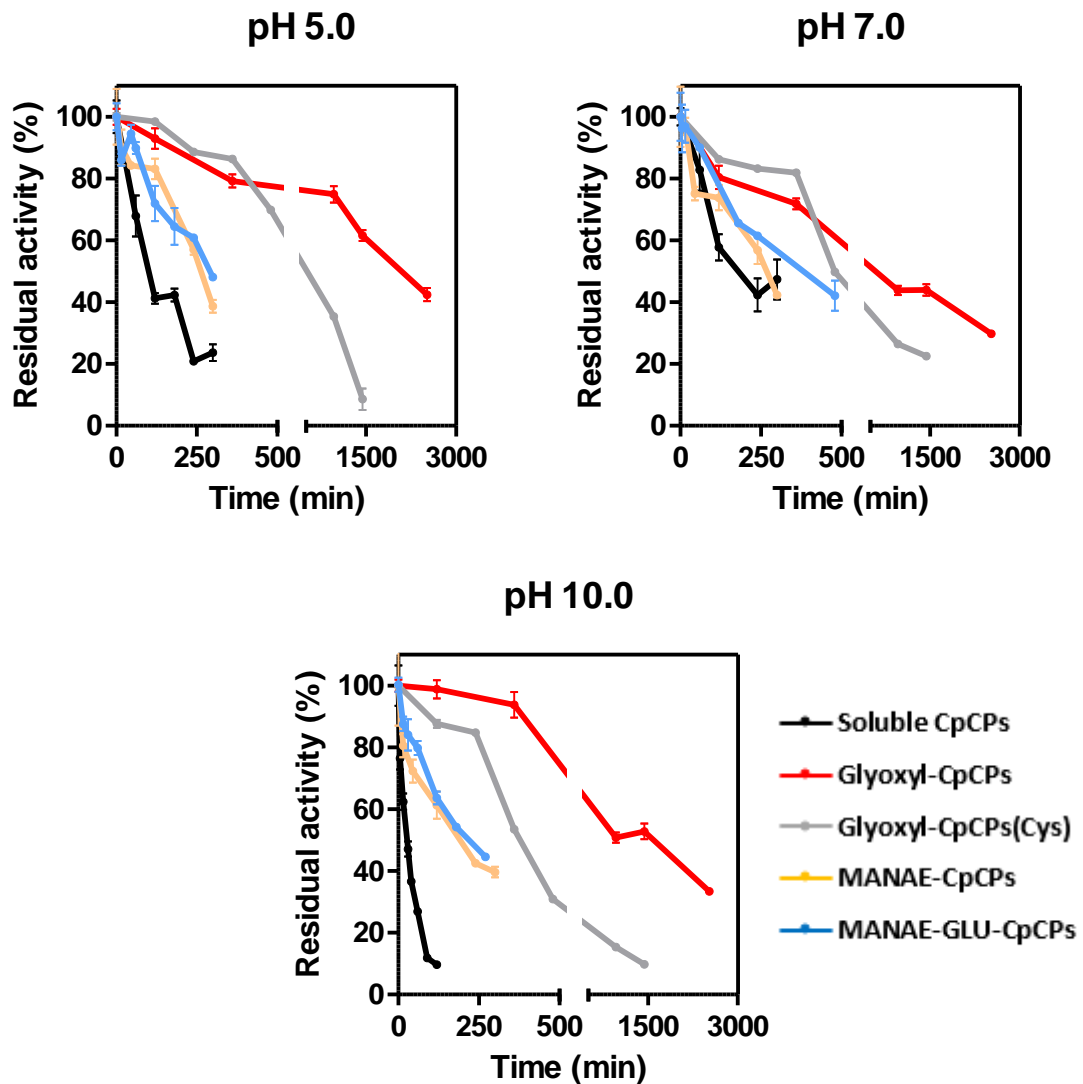 pH 5.0
Residual activity (%)
100
80
60
40
20
0
0 250 500 1500 3000
Time (min)
pH 7.0
Residual activity (%)
100
80
60
40
20
0
0 250 500 1500 3000
Time (min)
pH 10.0
Residual activity (%)
100
80
60
40
20
0
0 250 500 1500 3000
Time (min)
Soluble CpCPs
Glyoxyl-CpCPs
Glyoxyl-CpCPs(Cys)
MANAE-CpCPs
MANAE-GLU-CpCPs